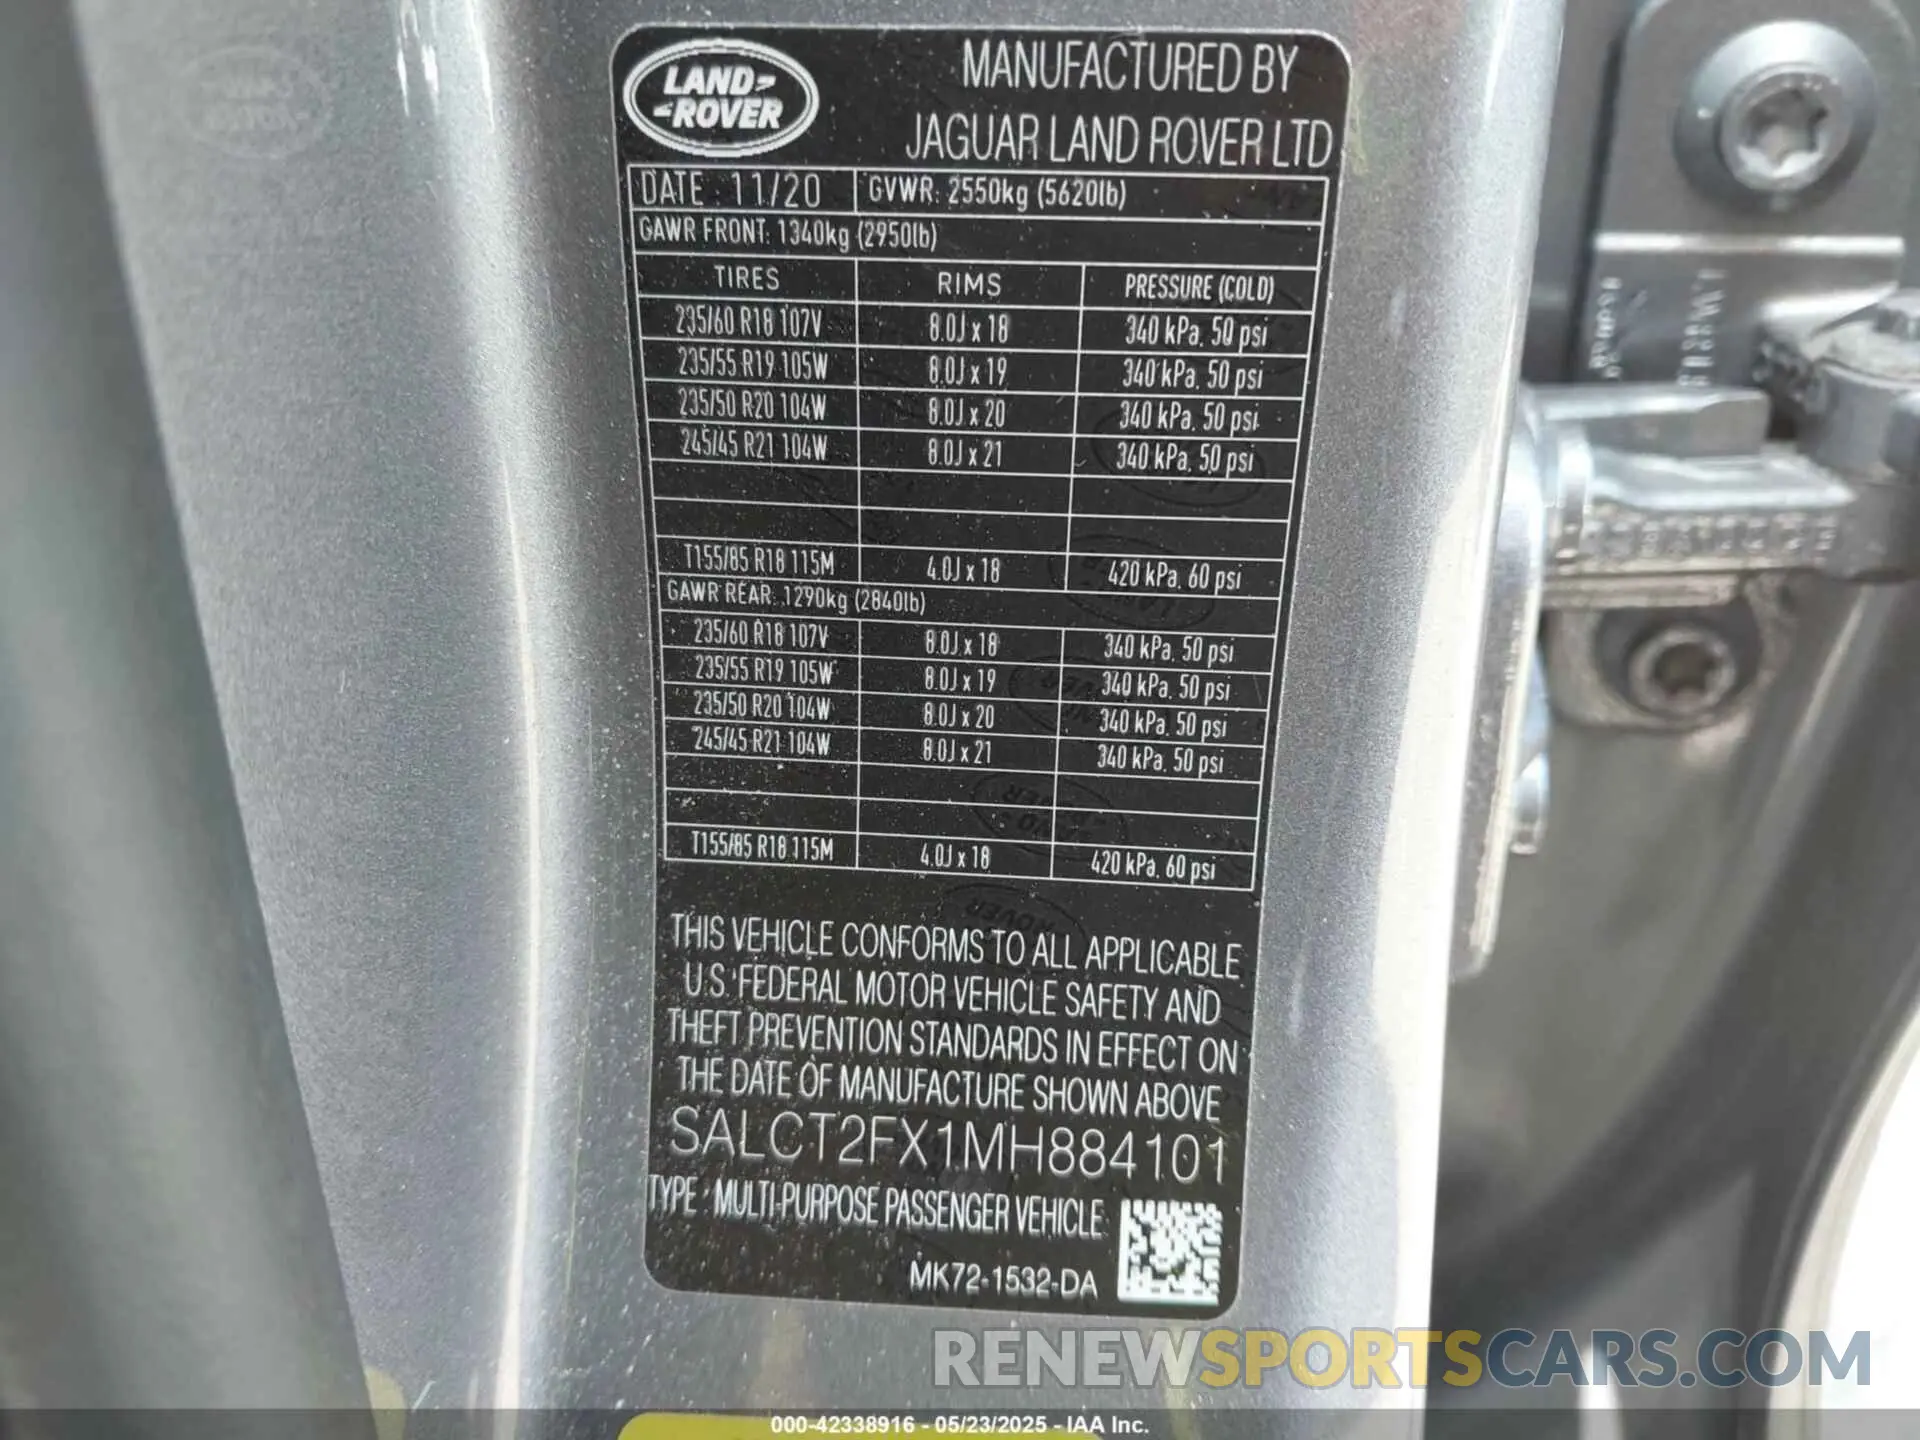 LAND-
-ROVER
MANUFACTURED BY
JAGUAR LAND ROVER LTD
DATE: 11/20 GVWR: 2550kg (5620lb)
GAWR FRONT: 1340kg (2950lb)
TIRES RIMS PRESSURE (COLD)
235/60 R18 107V 8.0J x 18 340 kPa, 50 psi
235/55 R19 105W 8.0J x 19 340 kPa, 50 psi
235/50 R20 104W 8.0J x 20 340 kPa, 50 psi
245/45 R21 104W 8.0J x 21 340 kPa, 50 psi
T155/85 R18 115M 4.0J x 18 420 kPa, 60 psi
GAWR REAR: 1290kg (2840lb)
235/60 R18 107V 8.0J x 18 340 kPa, 50 psi
235/55 R19 105W 8.0J x 19 340 kPa, 50 psi
235/50 R20 104W 8.0J x 20 340 kPa, 50 psi
245/45 R21 104W 8.0J x 21 340 kPa, 50 psi
T155/85 R18 115M 4.0J x 18 420 kPa, 60 psi
THIS VEHICLE CONFORMS TO ALL APPLICABLE
U.S. FEDERAL MOTOR VEHICLE SAFETY AND
THEFT PREVENTION STANDARDS IN EFFECT ON
THE DATE OF MANUFACTURE SHOWN ABOVE
SALCT2FX1MH884101
TYPE: MULTI-PURPOSE PASSENGER VEHICLE
MK72-1532-DA
RENEWSPORTSCARS.COM
000-42338916 - 05/23/2025 - IAA Inc.